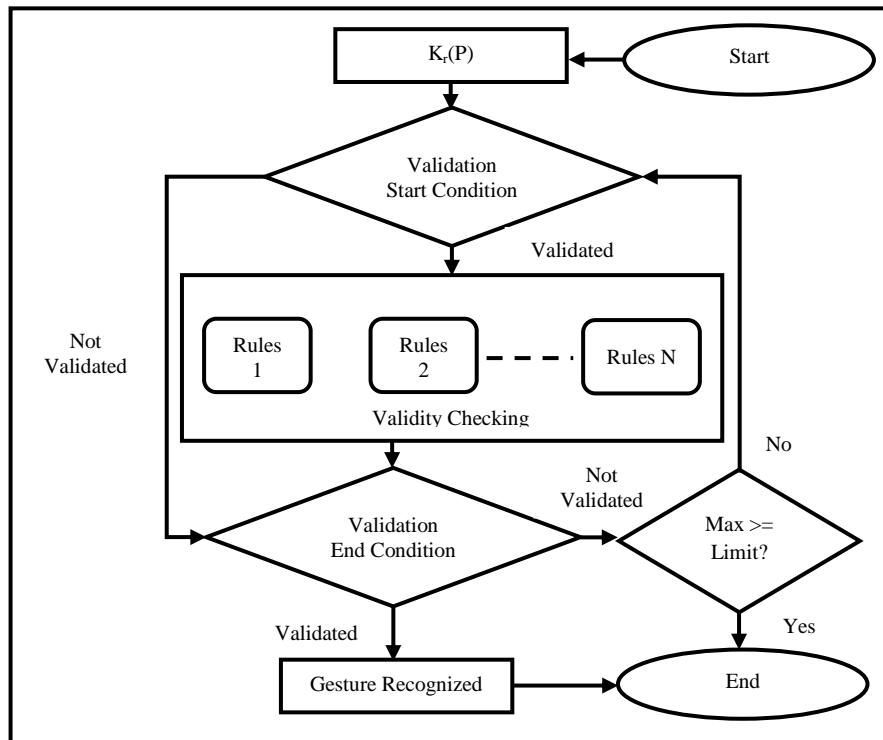 Kr(P)
Start
Validation
Start Condition
Validated
Not
Validated
Rules
1
Rules
2
Rules N
Validity Checking
No
Not
Validated
Validation
End Condition
Max >=
Limit?
Validated
Yes
Gesture Recognized
End